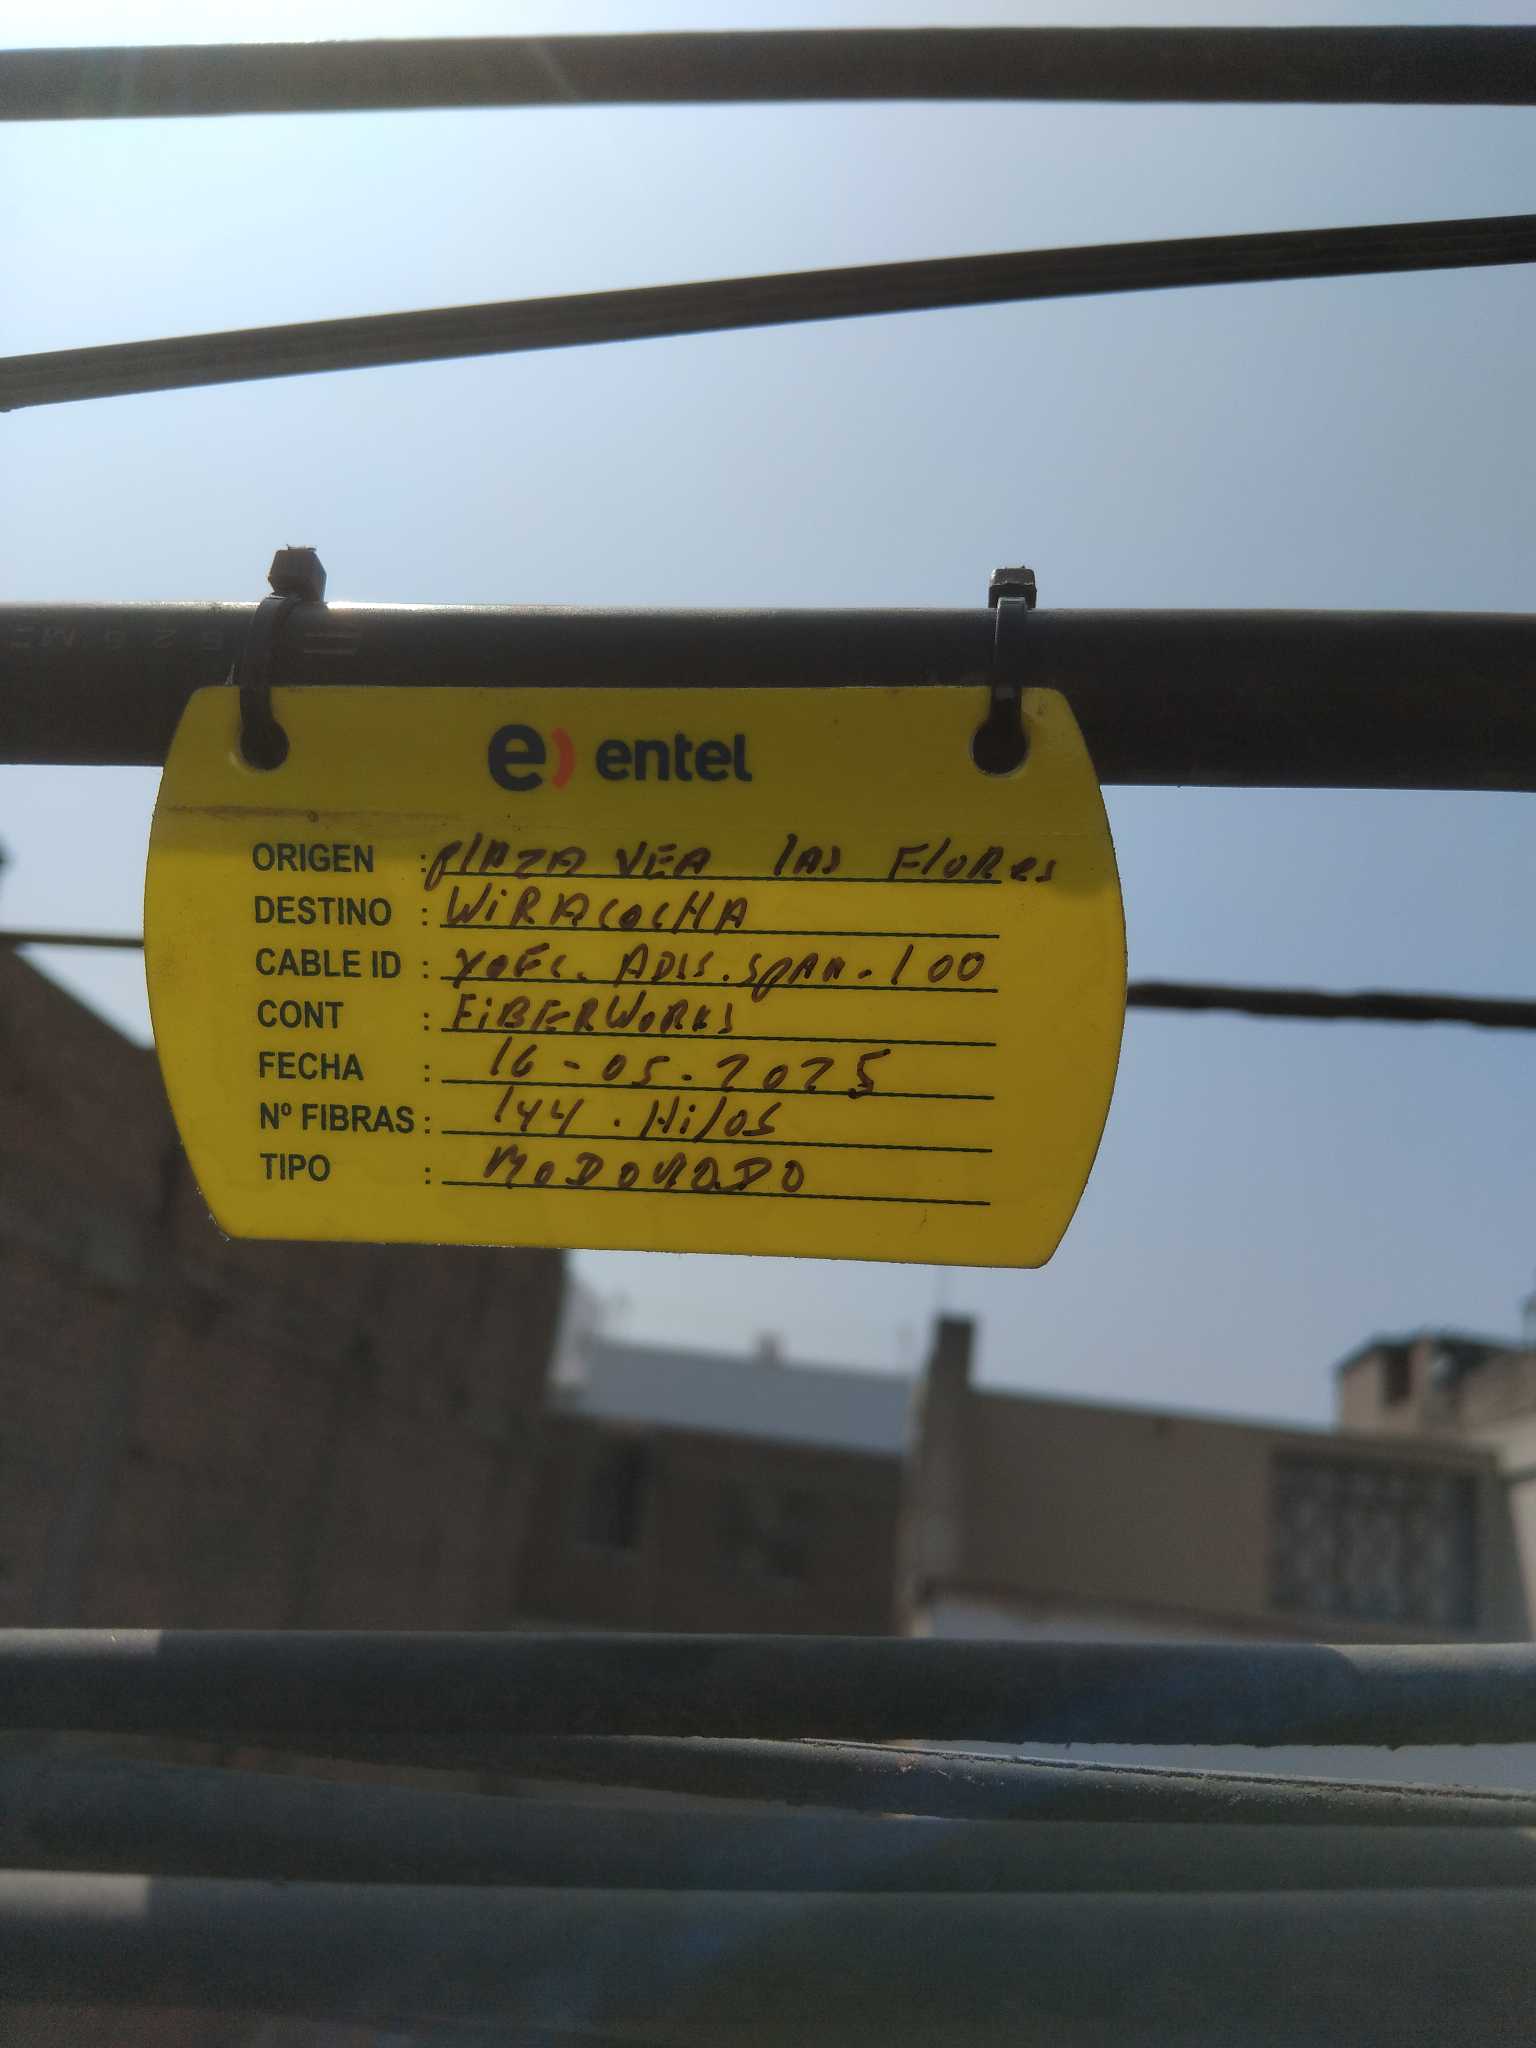 e) entel
ORIGEN : PlAZA VEA lAS FloRes
DESTINO : WiRACOCHA
CABLE ID : YOFC. ADSS. SPAN. 100
CONT : FiBERWORKS
FECHA : 16-05.2025
Nº FIBRAS : 144. Hilos
TIPO :